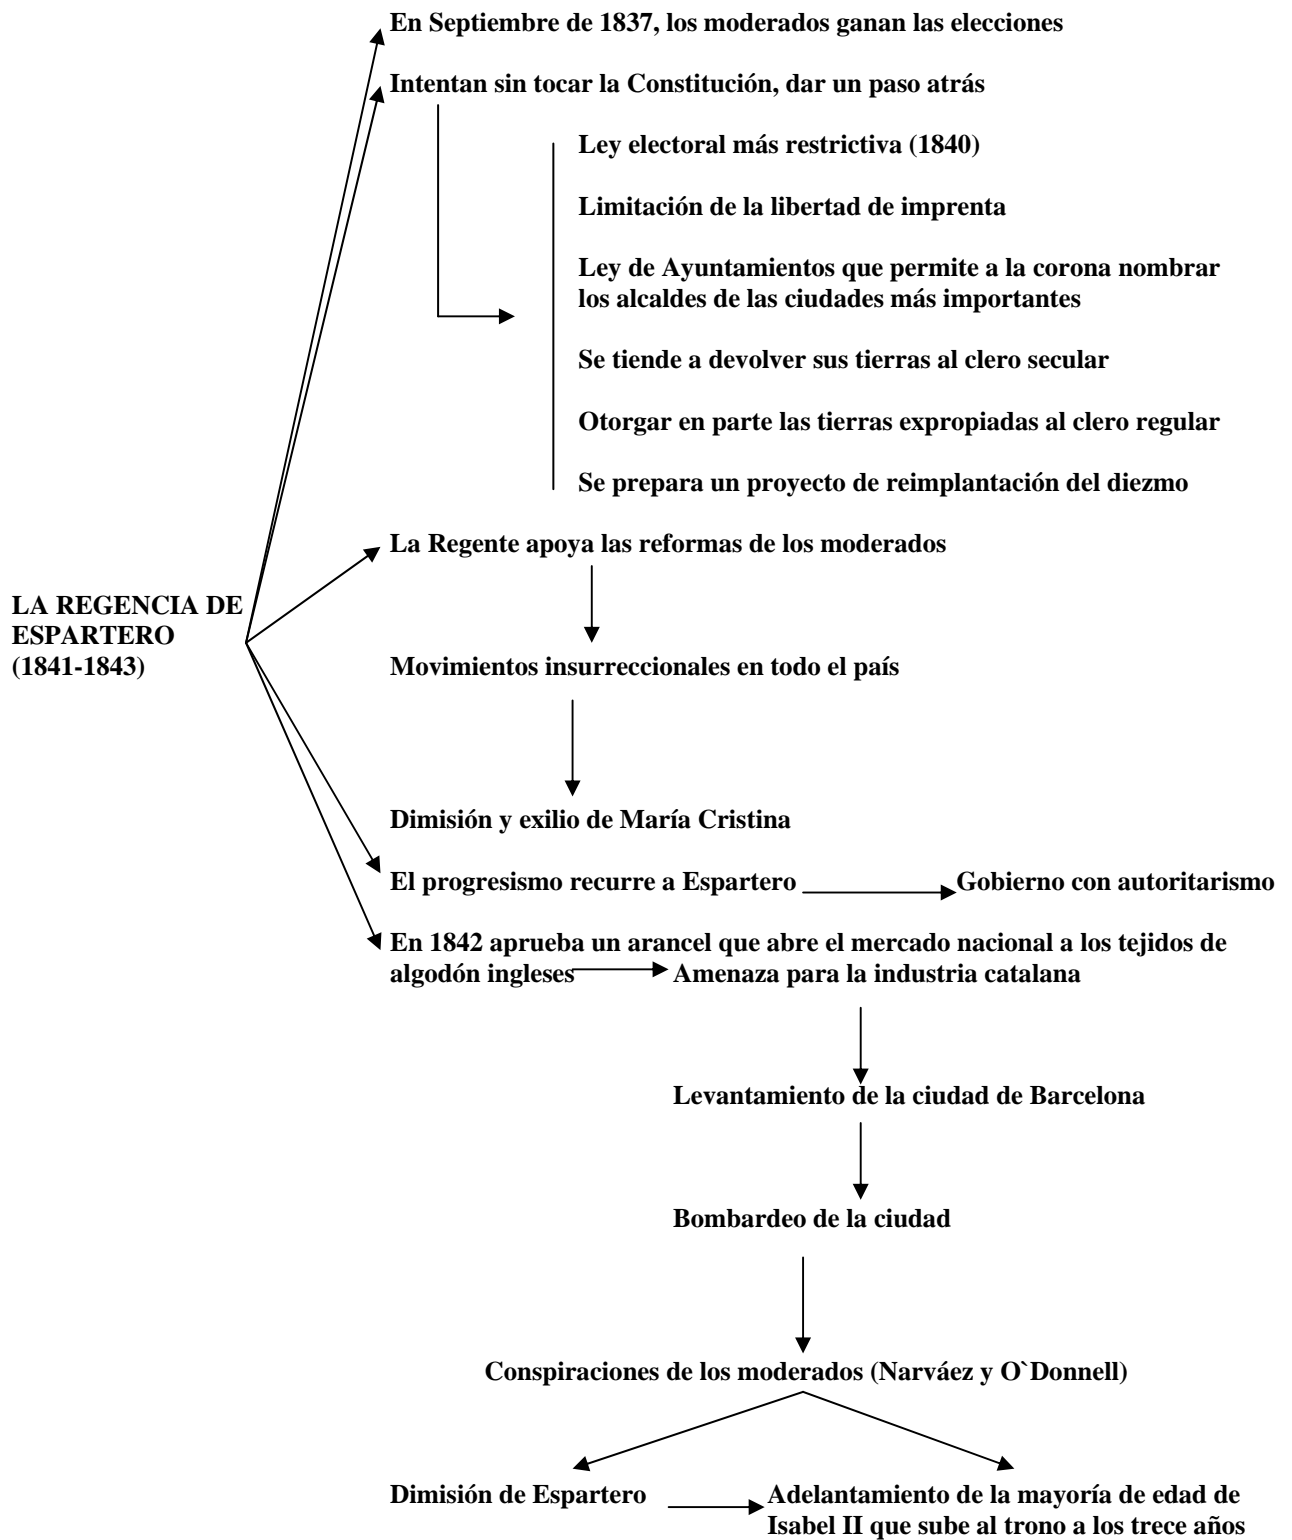 En Septiembre de 1837, los moderados ganan las elecciones
Intentan sin tocar la Constitución, dar un paso atrás
Ley electoral más restrictiva (1840)
Limitación de la libertad de imprenta
Ley de Ayuntamientos que permite a la corona nombrar
los alcaldes de las ciudades más importantes
Se tiende a devolver sus tierras al clero secular
Otorgar en parte las tierras expropiadas al clero regular
Se prepara un proyecto de reimplantación del diezmo
La Regente apoya las reformas de los moderados
LA REGENCIA DE
ESPARTERO
(1841-1843)
Movimientos insurreccionales en todo el país
Dimisión y exilio de María Cristina
El progresismo recurre a Espartero Gobierno con autoritarismo
En 1842 aprueba un arancel que abre el mercado nacional a los tejidos de
algodón ingleses Amenaza para la industria catalana
Levantamiento de la ciudad de Barcelona
Bombardeo de la ciudad
Conspiraciones de los moderados (Narváez y O`Donnell)
Dimisión de Espartero Adelantamiento de la mayoría de edad de
Isabel II que sube al trono a los trece años